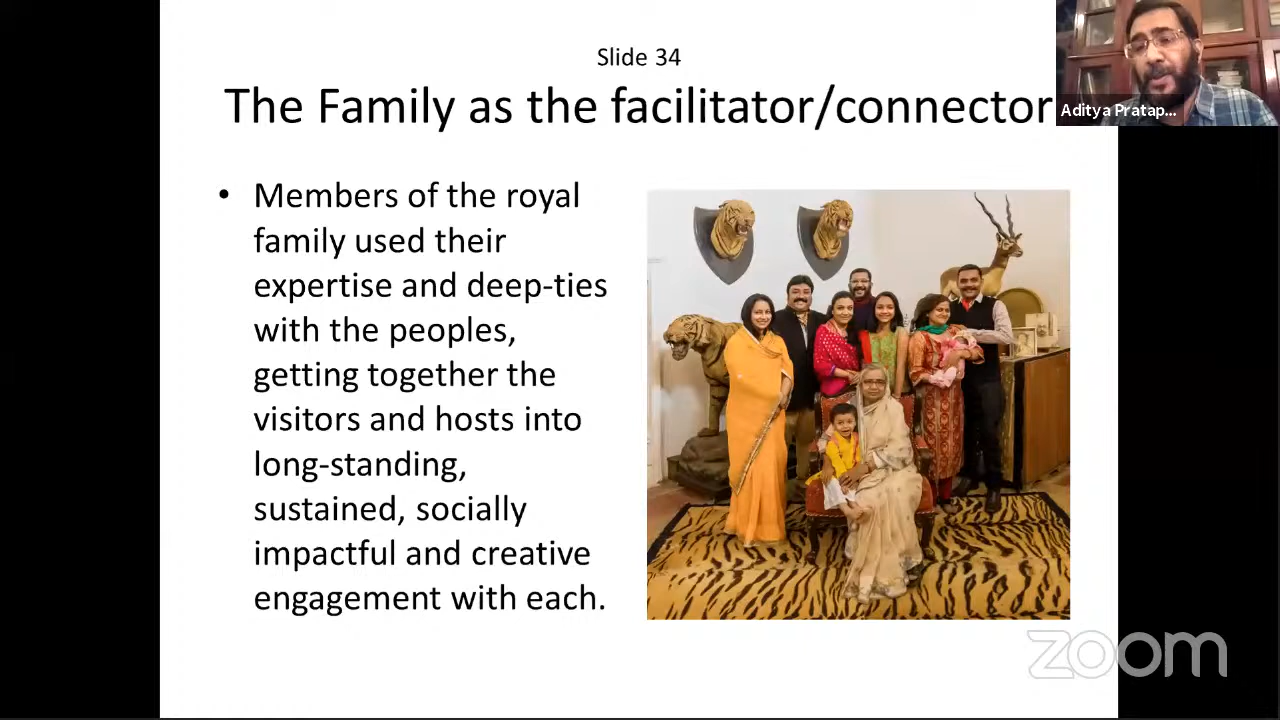 Slide 34
The Family as the facilitator/connector
Aditya Pratap...
• Members of the royal
family used their
expertise and deep-ties
with the peoples,
getting together the
visitors and hosts into
long-standing,
sustained, socially
impactful and creative
engagement with each.
zoom